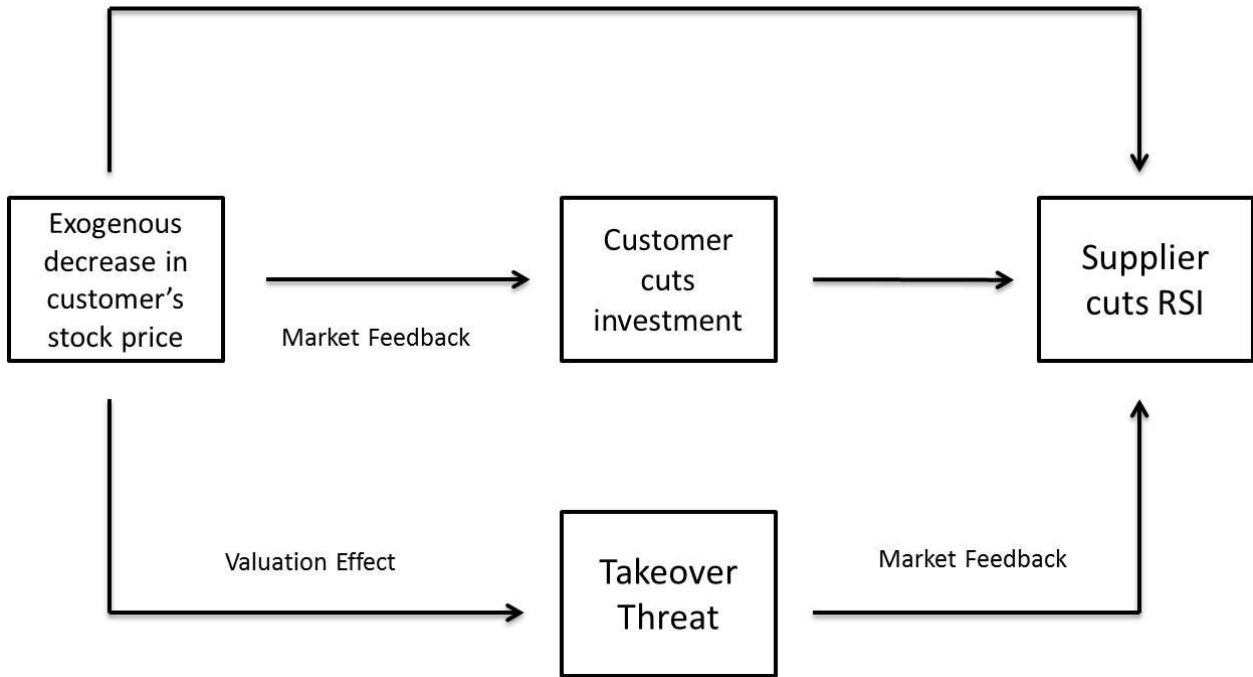 Exogenous
decrease in
customer’s
stock price
Market Feedback
Customer
cuts
investment
Supplier
cuts RSI
Valuation Effect
Takeover
Threat
Market Feedback